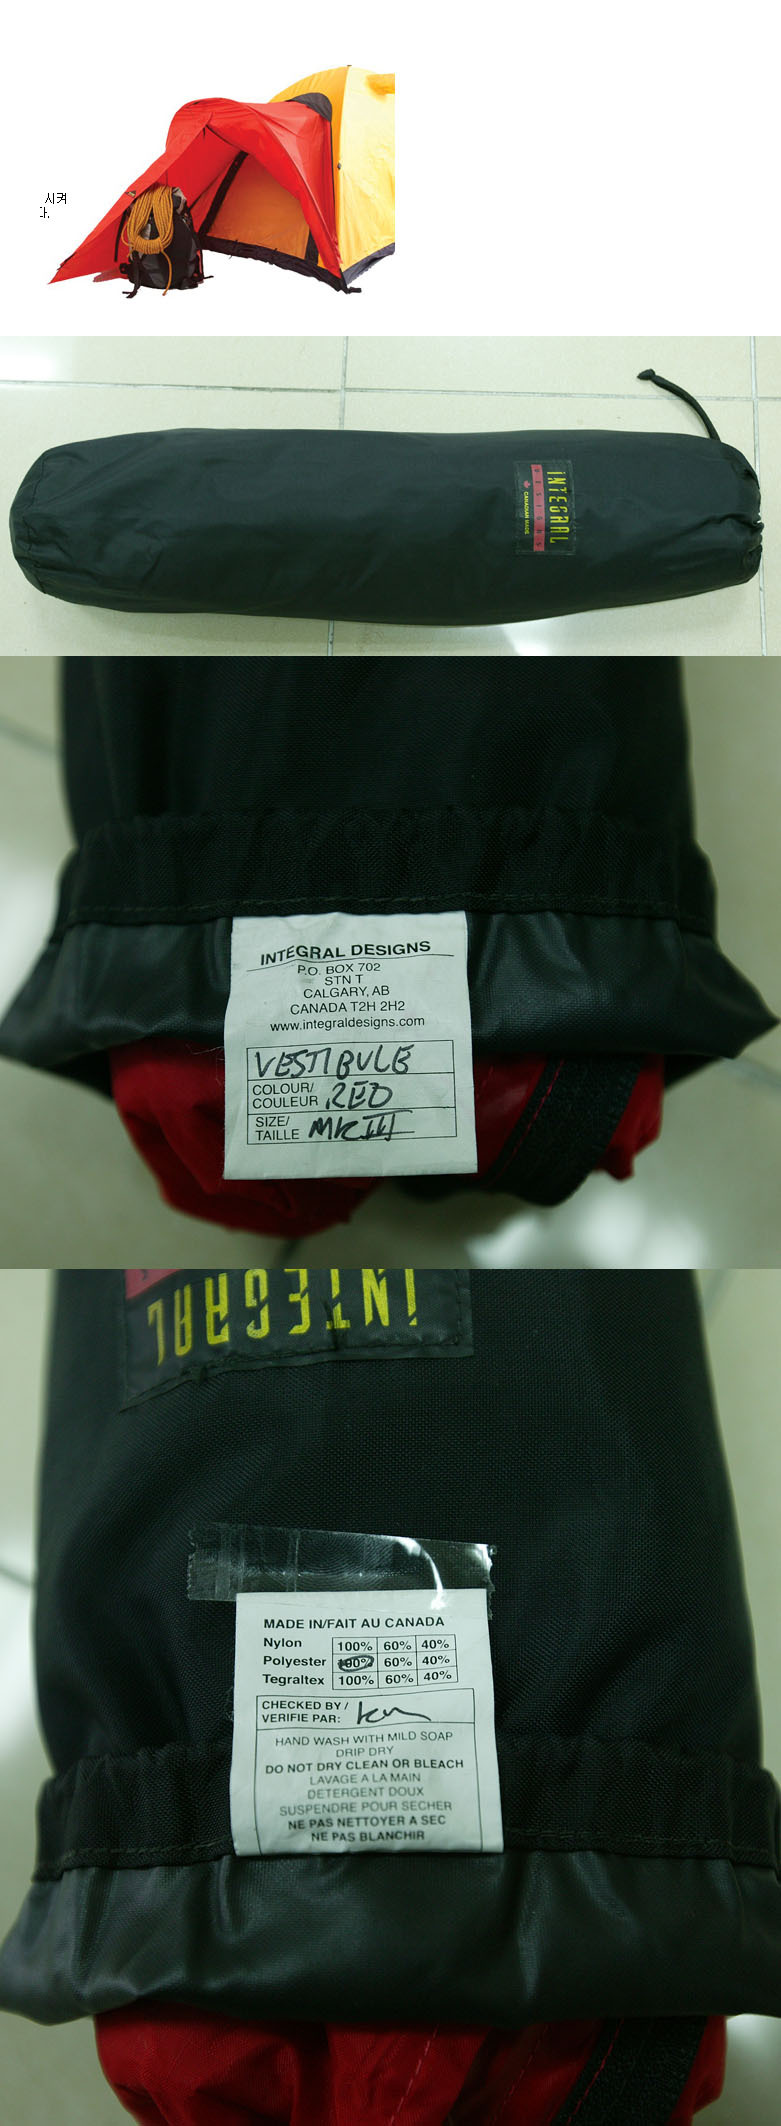 시켜
다.
INTEGRAL
DESIGNS
CANADIAN MADE
INTEGRAL DESIGNS
P.O. BOX 702
STN T
CALGARY, AB
CANADA T2H 2H2
www.integraldesigns.com
VESTIBULE
COLOUR/
COULEUR RED
SIZE/
TAILLE MKIII
INTEGRAL
MADE IN/FAIT AU CANADA
Nylon 100% 60% 40%
Polyester 100% 60% 40%
Tegraltex 100% 60% 40%
CHECKED BY /
VERIFIE PAR:
HAND WASH WITH MILD SOAP
DRIP DRY
DO NOT DRY CLEAN OR BLEACH
LAVAGE A LA MAIN
DETERGENT DOUX
SUSPENDRE POUR SECHER
NE PAS NETTOYER A SEC
NE PAS BLANCHIR